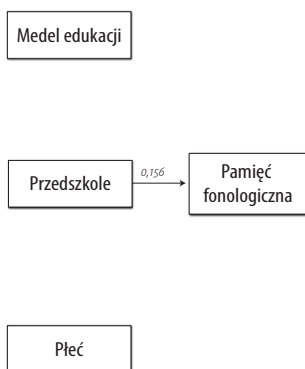 Medel edukacji
Przedszkole
0,156
Pamięć
fonologiczna
Płeć